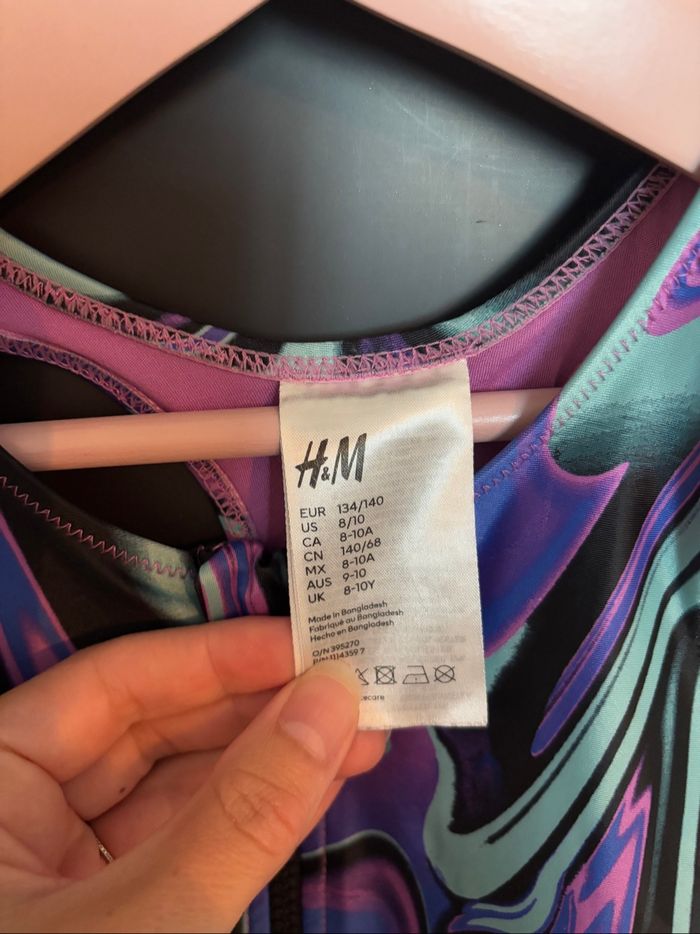 H&M
EUR 134/140
US 8/10
CA 8-10A
CN 140/68
MX 8-10A
AUS 9-10
UK 8-10Y
Made in Bangladesh
Fabriqué au Bangladesh
Hecho en Bangladesh
O/N 395270